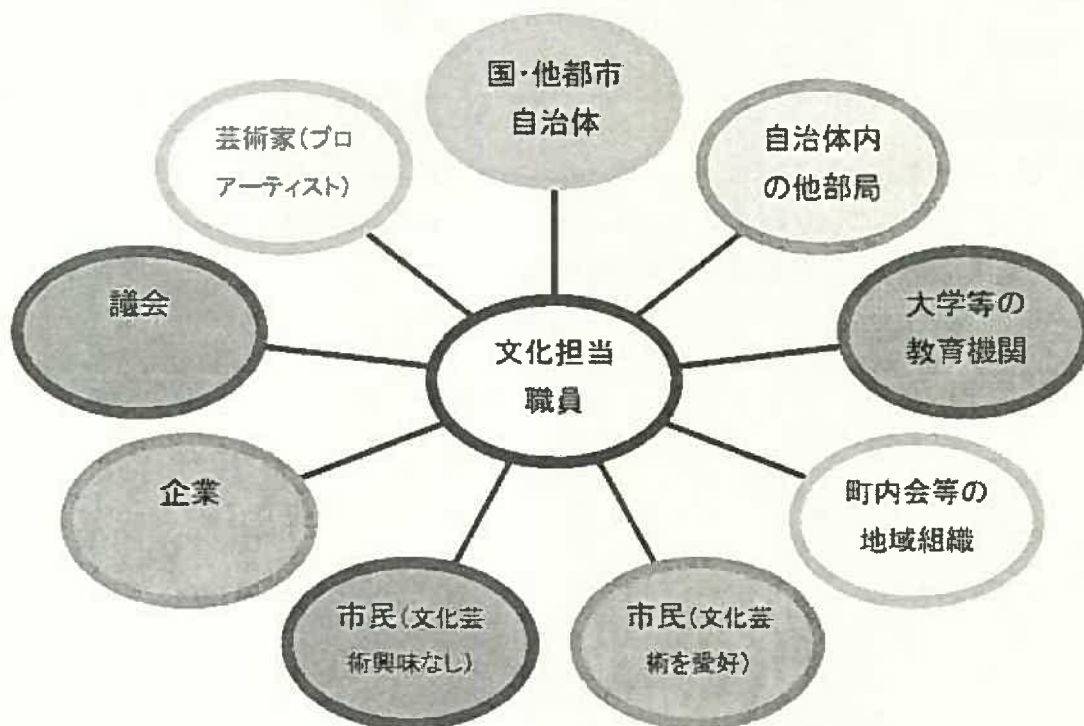 国・他都市
自治体
芸術家(プロ
アーティスト)
自治体内
の他部局
議会
大学等の
教育機関
文化担当
職員
企業
町内会等の
地域組織
市民(文化芸
術興味なし)
市民(文化芸
術を愛好)